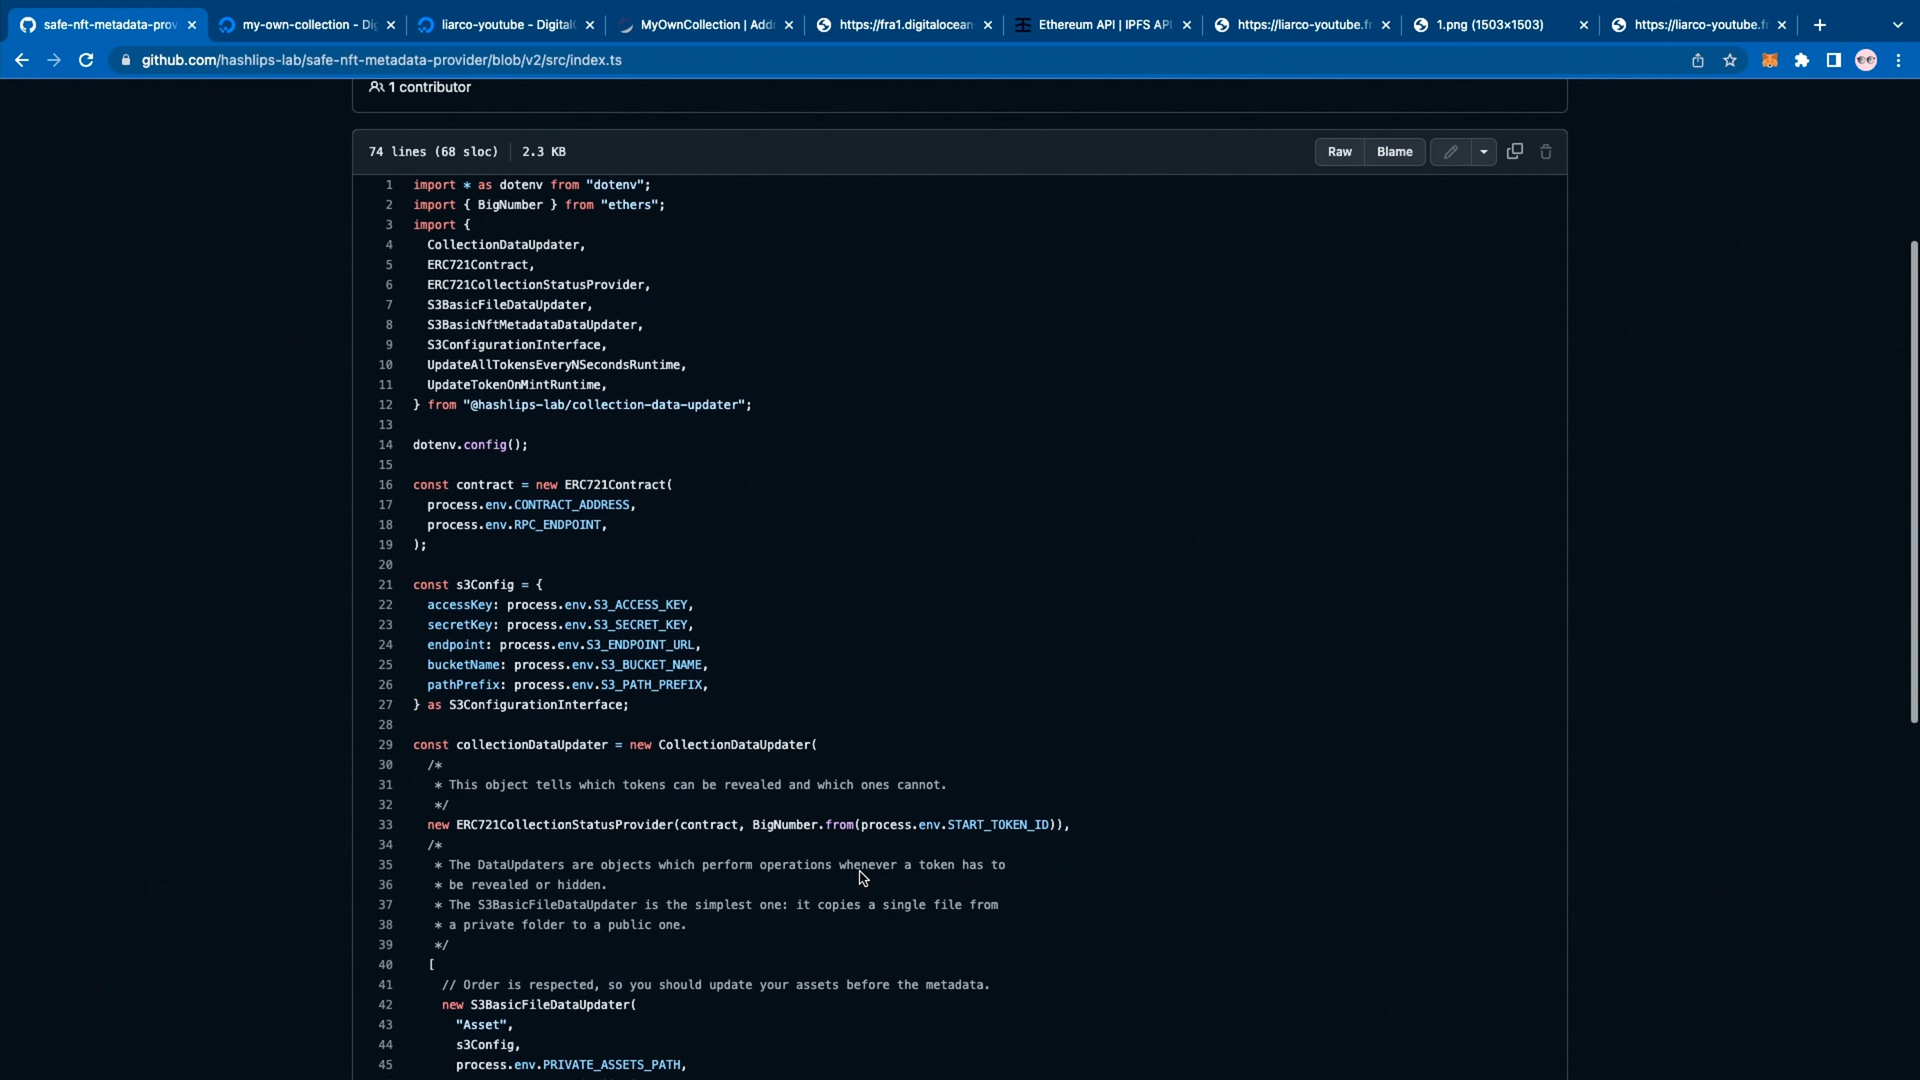 safe-nft-metadata-prov
my-own-collection - Di
liarco-youtube - Digital
MyOwnCollection | Add
https://fra1.digitalocean
Ethereum API | IPFS API
https://liarco-youtube.fr
1.png (1503×1503)
https://liarco-youtube.fr
github.com/hashlips-lab/safe-nft-metadata-provider/blob/v2/src/index.ts
1 contributor
74 lines (68 sloc) 2.3 KB
Raw Blame
1 import * as dotenv from "dotenv";
2 import { BigNumber } from "ethers";
3 import {
4 CollectionDataUpdater,
5 ERC721Contract,
6 ERC721CollectionStatusProvider,
7 S3BasicFileDataUpdater,
8 S3BasicNftMetadataDataUpdater,
9 S3ConfigurationInterface,
10 UpdateAllTokensEveryNSecondsRuntime,
11 UpdateTokenOnMintRuntime,
12 } from "@hashlips-lab/collection-data-updater";
13
14 dotenv.config();
15
16 const contract = new ERC721Contract(
17 process.env.CONTRACT_ADDRESS,
18 process.env.RPC_ENDPOINT,
19 );
20
21 const s3Config = {
22 accessKey: process.env.S3_ACCESS_KEY,
23 secretKey: process.env.S3_SECRET_KEY,
24 endpoint: process.env.S3_ENDPOINT_URL,
25 bucketName: process.env.S3_BUCKET_NAME,
26 pathPrefix: process.env.S3_PATH_PREFIX,
27 } as S3ConfigurationInterface;
28
29 const collectionDataUpdater = new CollectionDataUpdater(
30 /*
31 * This object tells which tokens can be revealed and which ones cannot.
32 */
33 new ERC721CollectionStatusProvider(contract, BigNumber.from(process.env.START_TOKEN_ID)),
34 /*
35 * The DataUpdaters are objects which perform operations whenever a token has to
36 * be revealed or hidden.
37 * The S3BasicFileDataUpdater is the simplest one: it copies a single file from
38 * a private folder to a public one.
39 */
40 [
41 // Order is respected, so you should update your assets before the metadata.
42 new S3BasicFileDataUpdater(
43 "Asset",
44 s3Config,
45 process.env.PRIVATE_ASSETS_PATH,